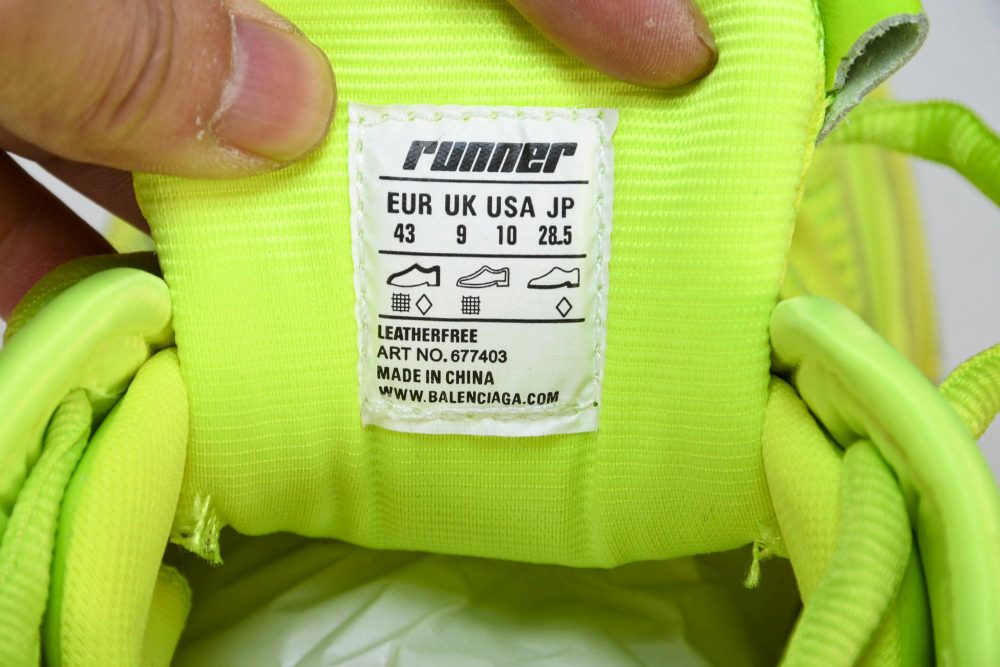 runner
EUR UK USA JP
43 9 10 28.5
LEATHERFREE
ART NO. 677403
MADE IN CHINA
WWW.BALENCIAGA.COM